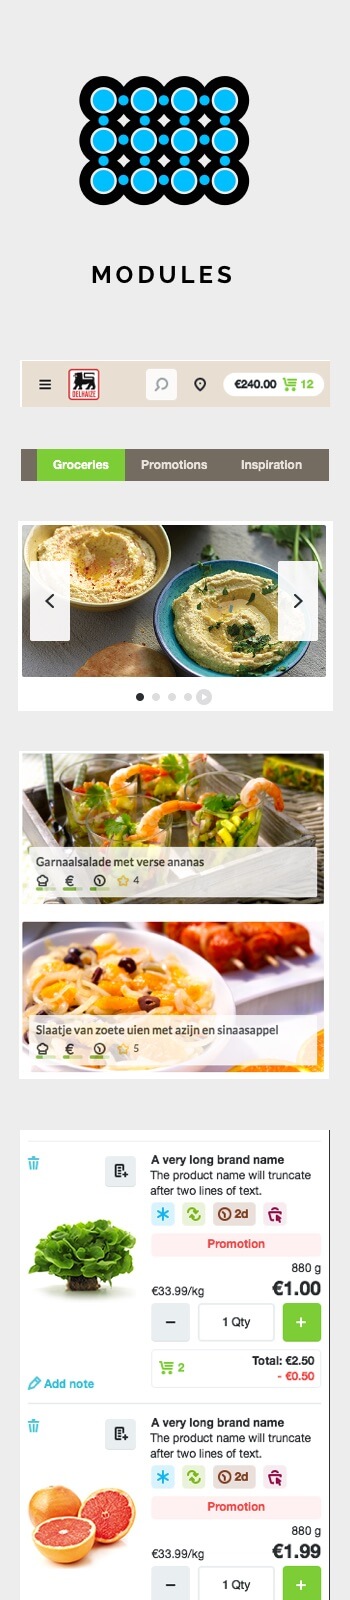 MODULES
DELHAIZE
€240.00 12
Groceries Promotions Inspiration
Garnaalsalade met verse ananas
€ 4
Slaatje van zoete uien met azijn en sinaasappel
€ 5
A very long brand name
The product name will truncate
after two lines of text.
2d
Promotion
880 g
€33.99/kg €1.00
− 1 Qty +
2 Total: €2.50
- €0.50
Add note
A very long brand name
The product name will truncate
after two lines of text.
2d
Promotion
880 g
€33.99/kg €1.99
− 1 Qty +